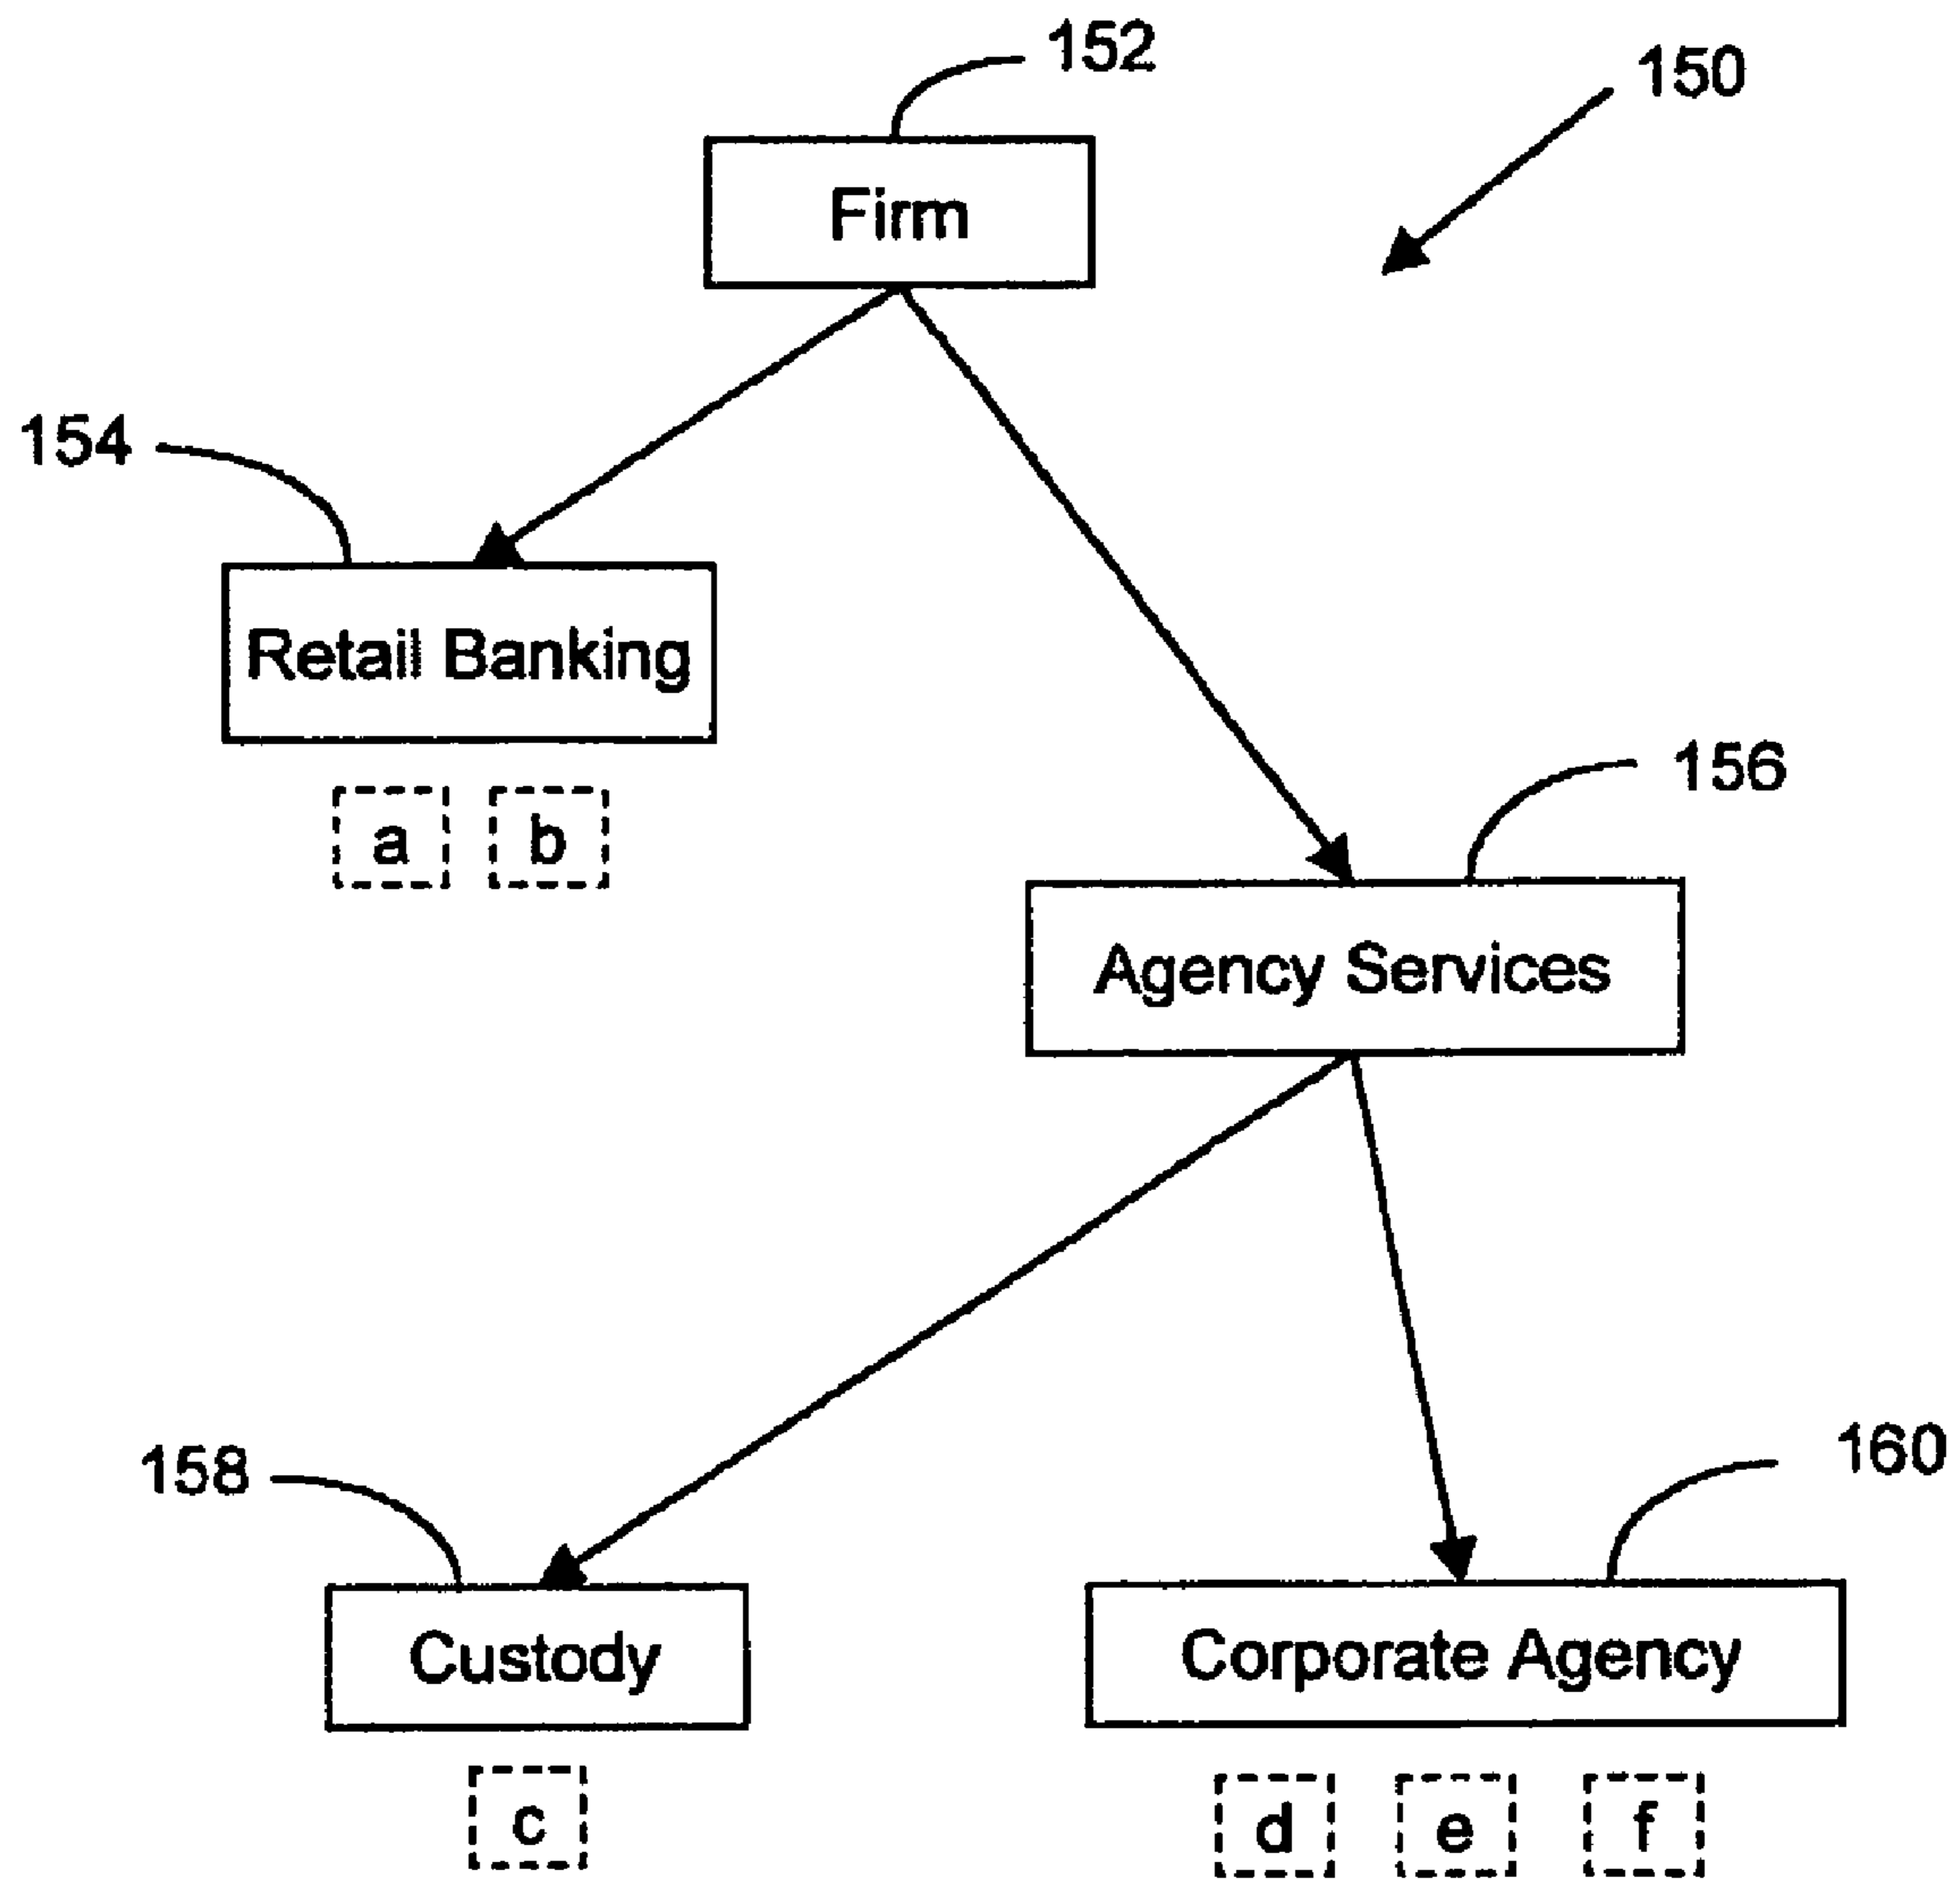 152
150
Firm
154
Retail Banking
156
a b
Agency Services
158
160
Custody
Corporate Agency
c
d e f